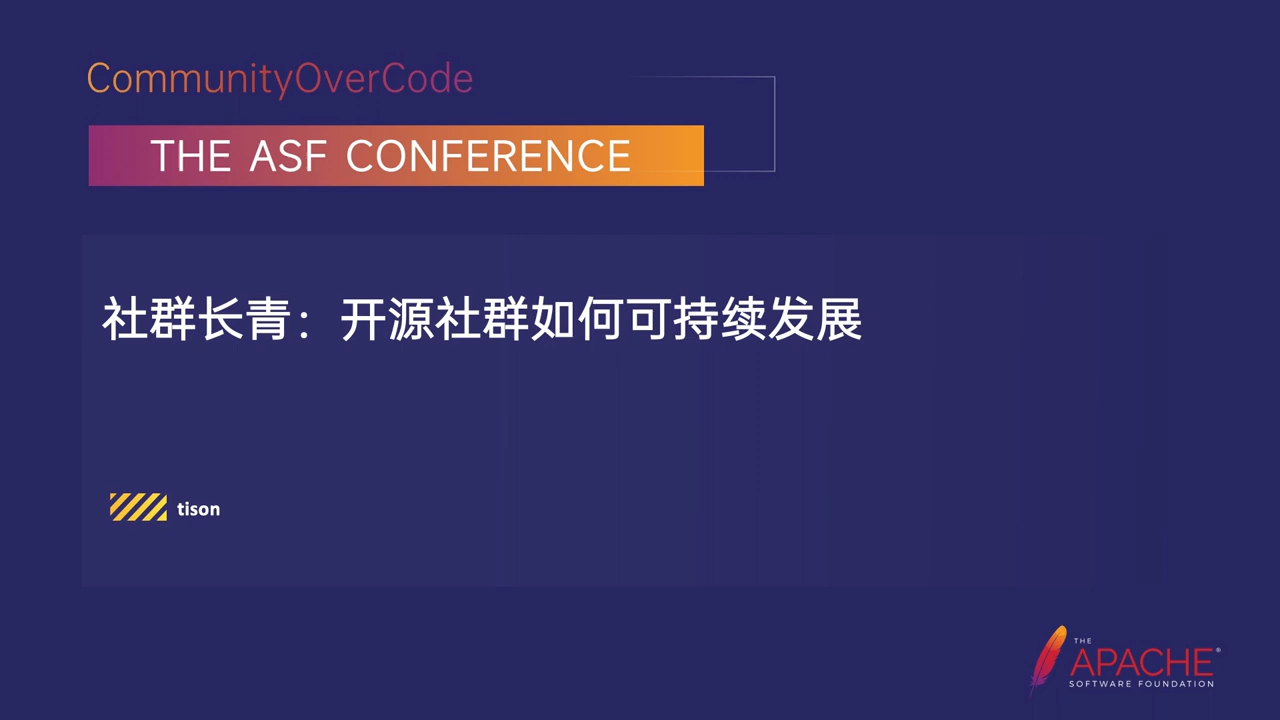 CommunityOverCode
THE ASF CONFERENCE
社群长青：开源社群如何可持续发展
tison
THE
APACHE®
SOFTWARE FOUNDATION